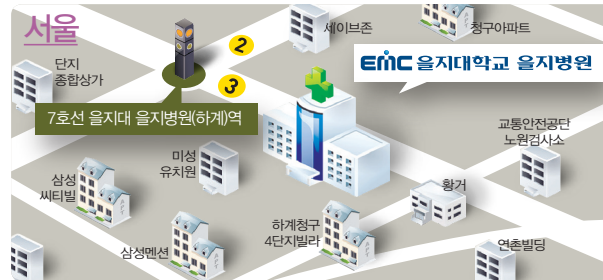 서울
2
세이브존
청구아파트
단지
종합상가
EMC 을지대학교 을지병원
3
7호선 을지대 을지병원(하계)역
교통안전공단
노원검사소
미성
유치원
삼성
씨티빌
황거
하계청구
4단지빌라
삼성멘션
연촌빌딩